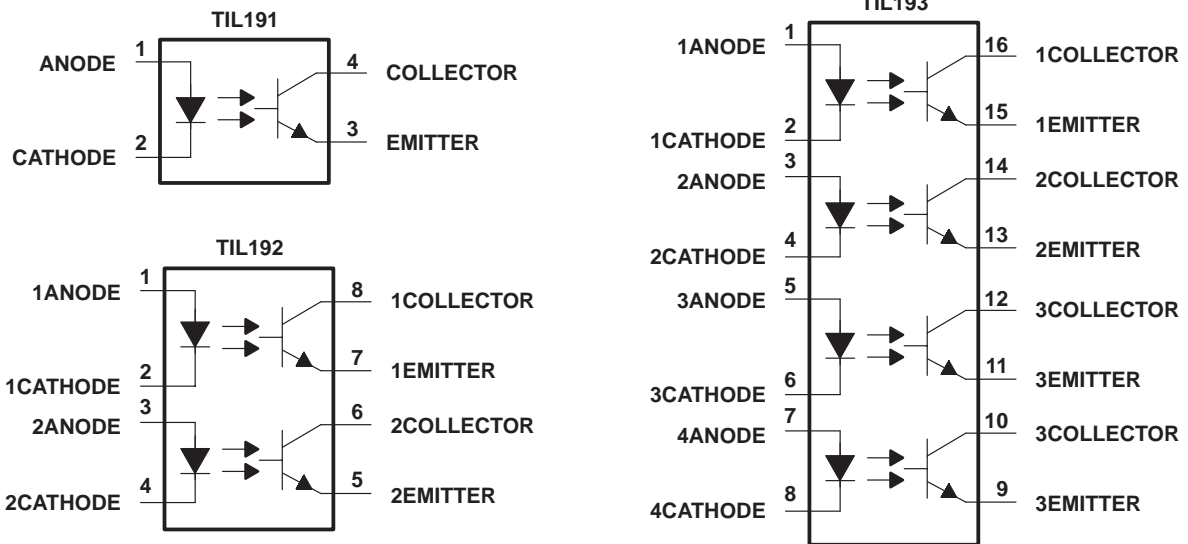 TIL191
ANODE 1
4 COLLECTOR
3 EMITTER
CATHODE 2
TIL192
1ANODE 1
8 1COLLECTOR
7 1EMITTER
1CATHODE 2
2ANODE 3
6 2COLLECTOR
5 2EMITTER
2CATHODE 4
TIL193
1ANODE 1
16 1COLLECTOR
15 1EMITTER
1CATHODE 2
2ANODE 3
14 2COLLECTOR
13 2EMITTER
2CATHODE 4
3ANODE 5
12 3COLLECTOR
11 3EMITTER
3CATHODE 6
4ANODE 7
10 3COLLECTOR
9 3EMITTER
4CATHODE 8